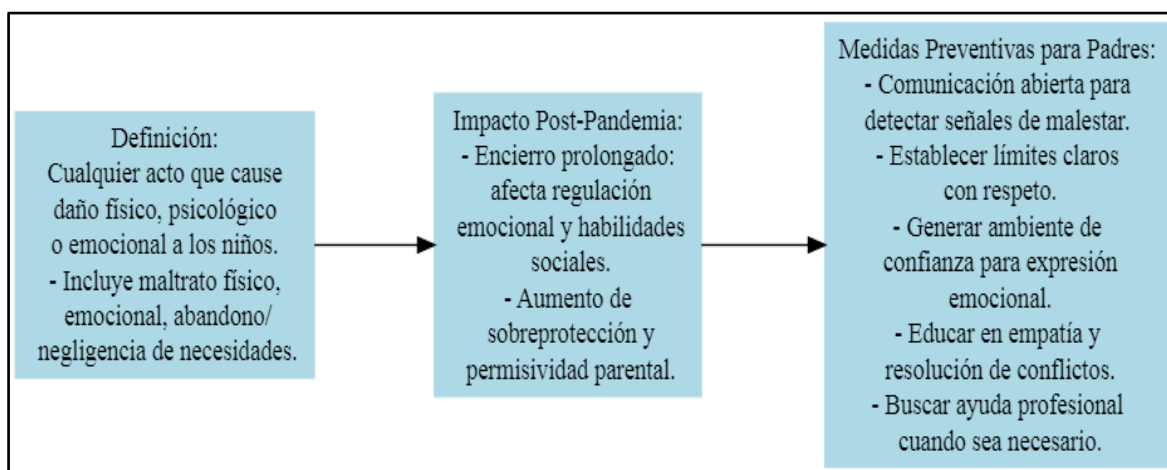 Definición:
Cualquier acto que cause
daño físico, psicológico
o emocional a los niños.
- Incluye maltrato físico,
emocional, abandono/
negligencia de necesidades.
Impacto Post-Pandemia:
- Encierro prolongado:
afecta regulación
emocional y habilidades
sociales.
- Aumento de
sobreprotección y
permisividad parental.
Medidas Preventivas para Padres:
- Comunicación abierta para
detectar señales de malestar.
- Establecer límites claros
con respeto.
- Generar ambiente de
confianza para expresión
emocional.
- Educar en empatía y
resolución de conflictos.
- Buscar ayuda profesional
cuando sea necesario.